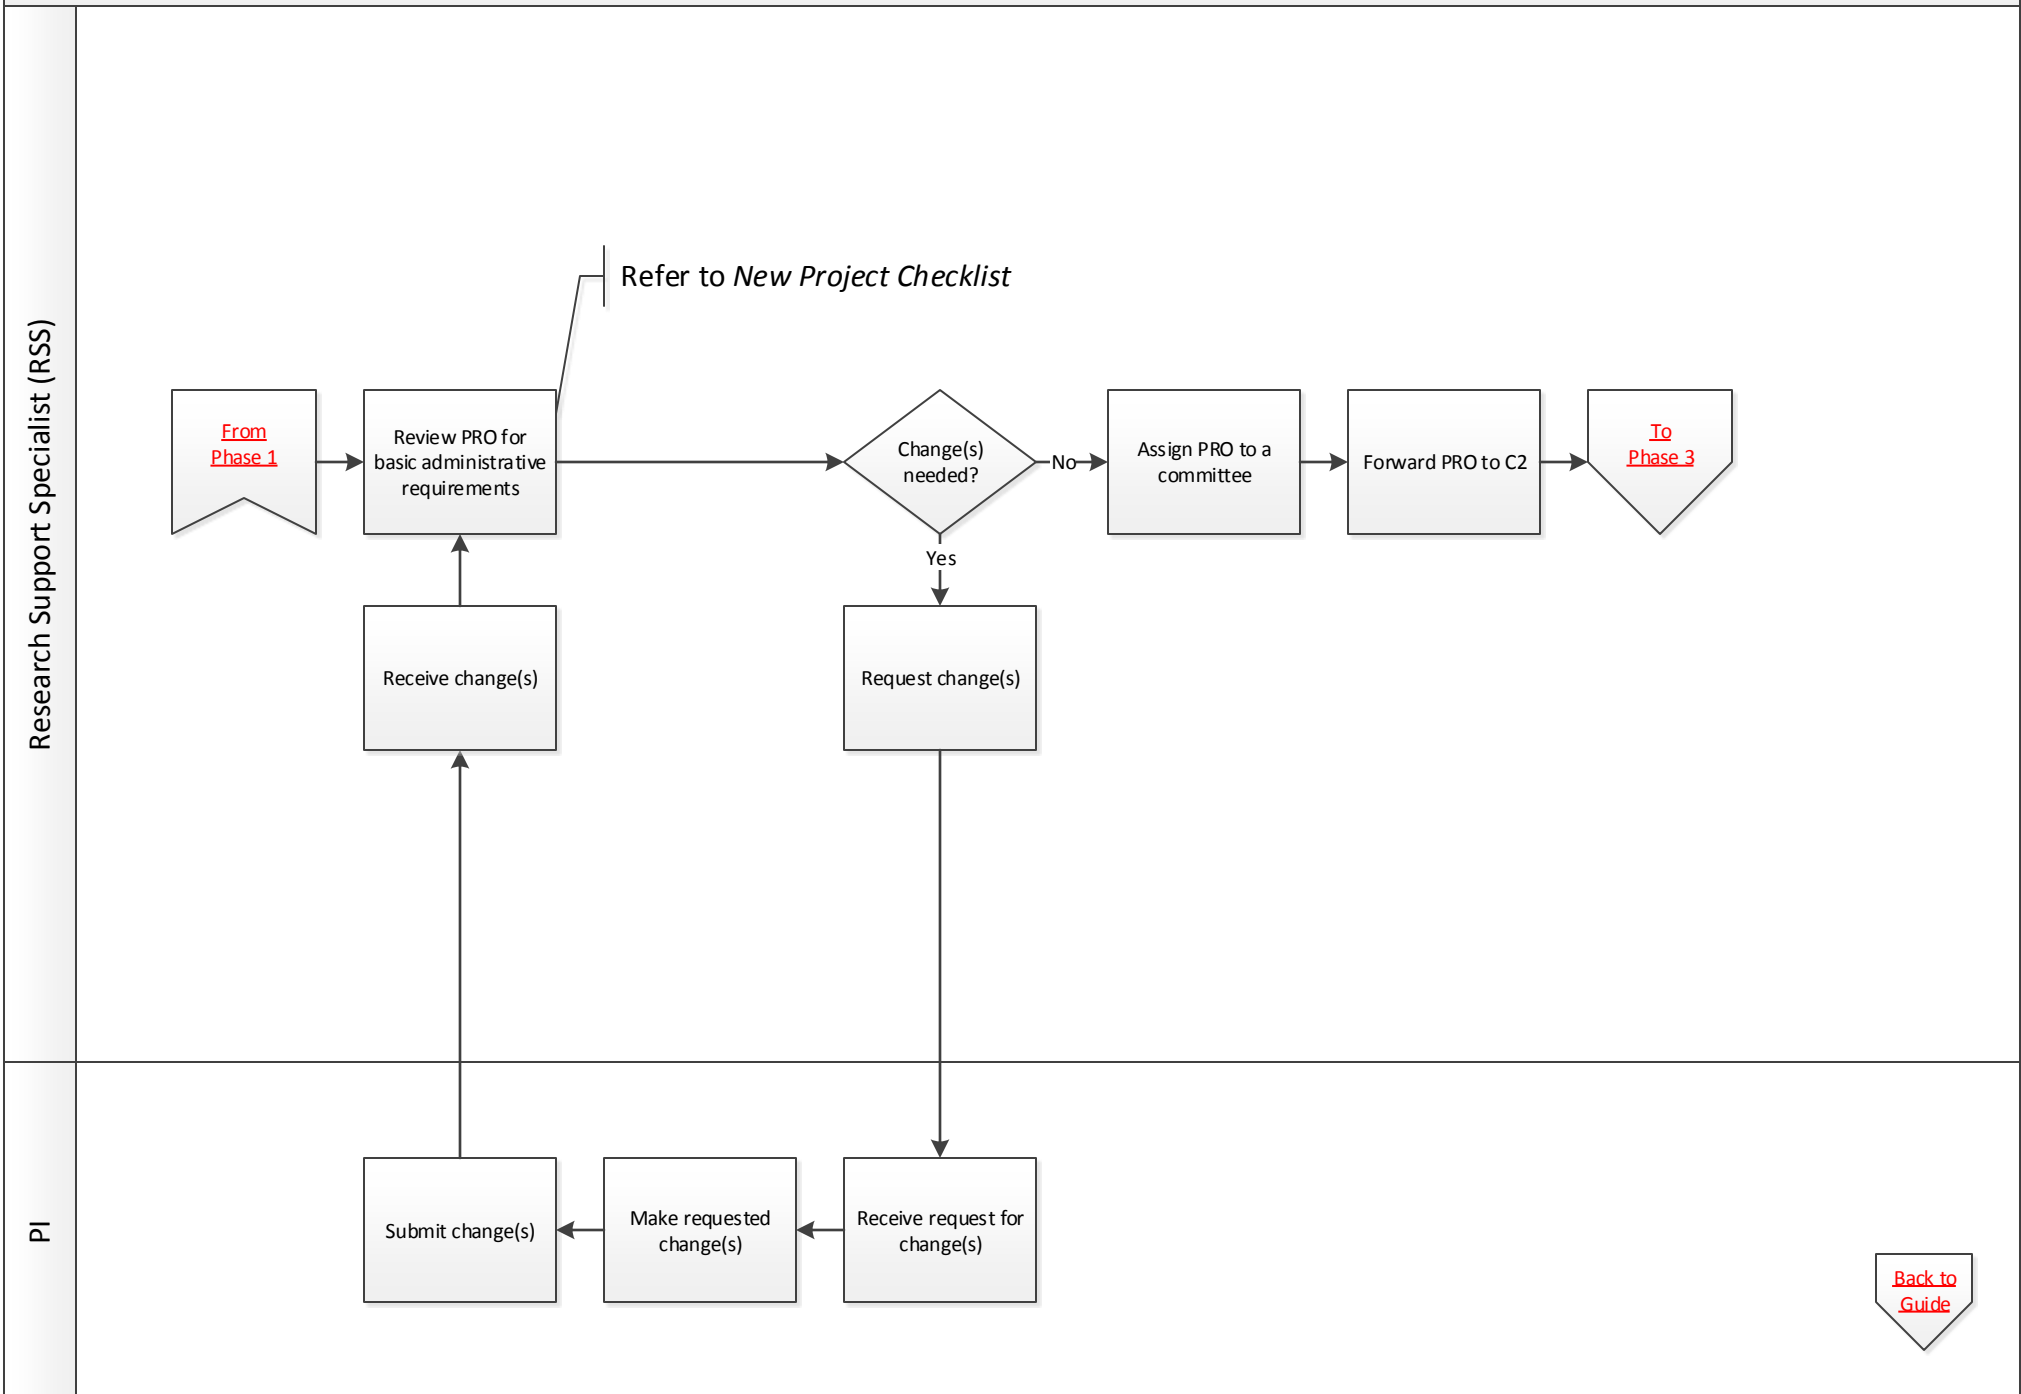 Research Support Specialist (RSS)
Refer to New Project Checklist
From
Phase 1
Review PRO for
basic administrative
requirements
Change(s)
needed?
No
Assign PRO to a
committee
Forward PRO to C2
To
Phase 3
Yes
Receive change(s)
Request change(s)
PI
Submit change(s)
Make requested
change(s)
Receive request for
change(s)
Back to
Guide